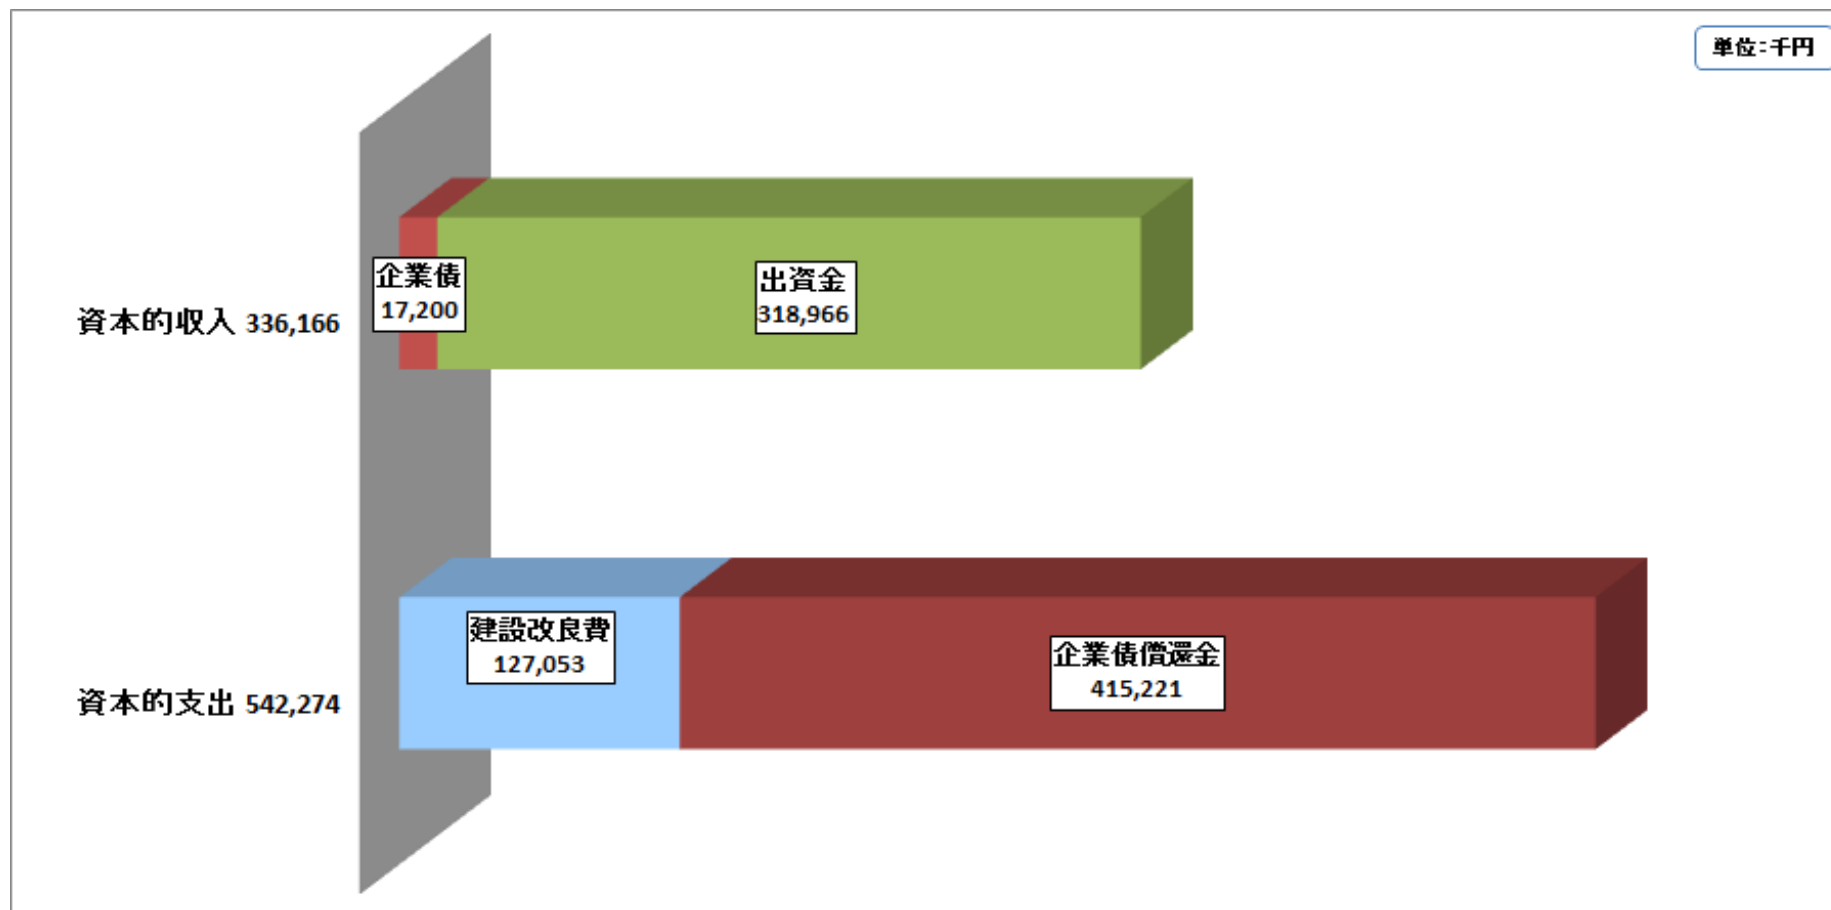 単位:千円
企業債
17,200
出資金
318,966
資本的収入 336,166
建設改良費
127,053
企業債償還金
415,221
資本的支出 542,274